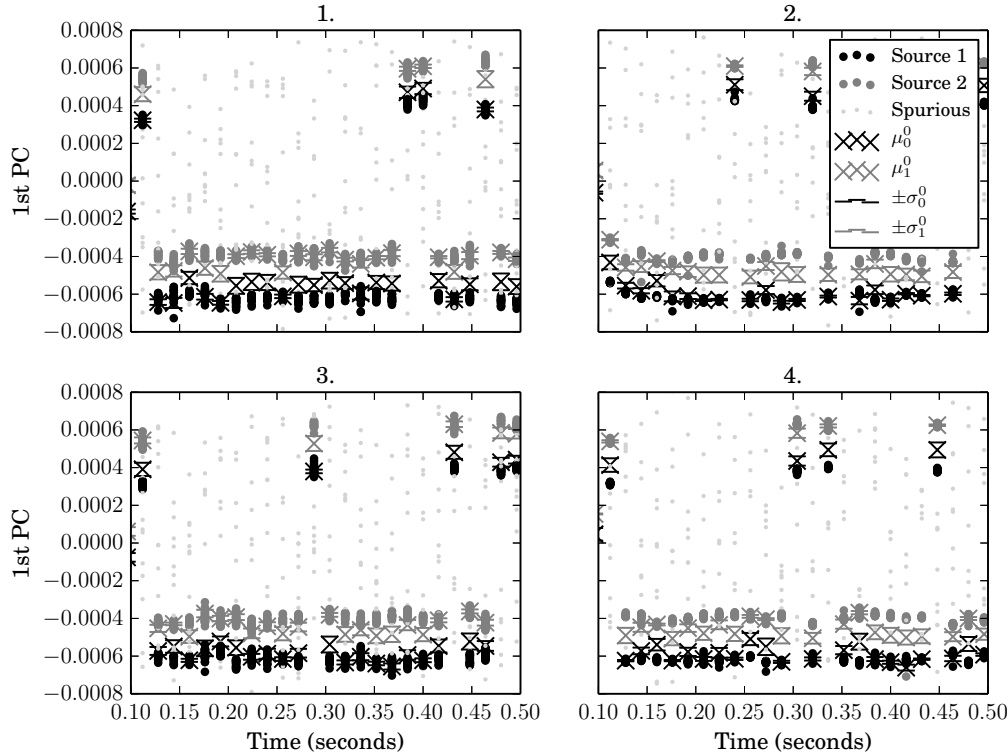 1.
2.
0.0008
0.0006
0.0004
0.0002
0.0000
−0.0002
−0.0004
−0.0006
−0.0008
1st PC
Source 1
Source 2
Spurious
μ₀⁰
μ₁⁰
±σ₀⁰
±σ₁⁰
3.
4.
0.0008
0.0006
0.0004
0.0002
0.0000
−0.0002
−0.0004
−0.0006
−0.0008
1st PC
0.10 0.15 0.20 0.25 0.30 0.35 0.40 0.45 0.50
0.10 0.15 0.20 0.25 0.30 0.35 0.40 0.45 0.50
Time (seconds)
Time (seconds)